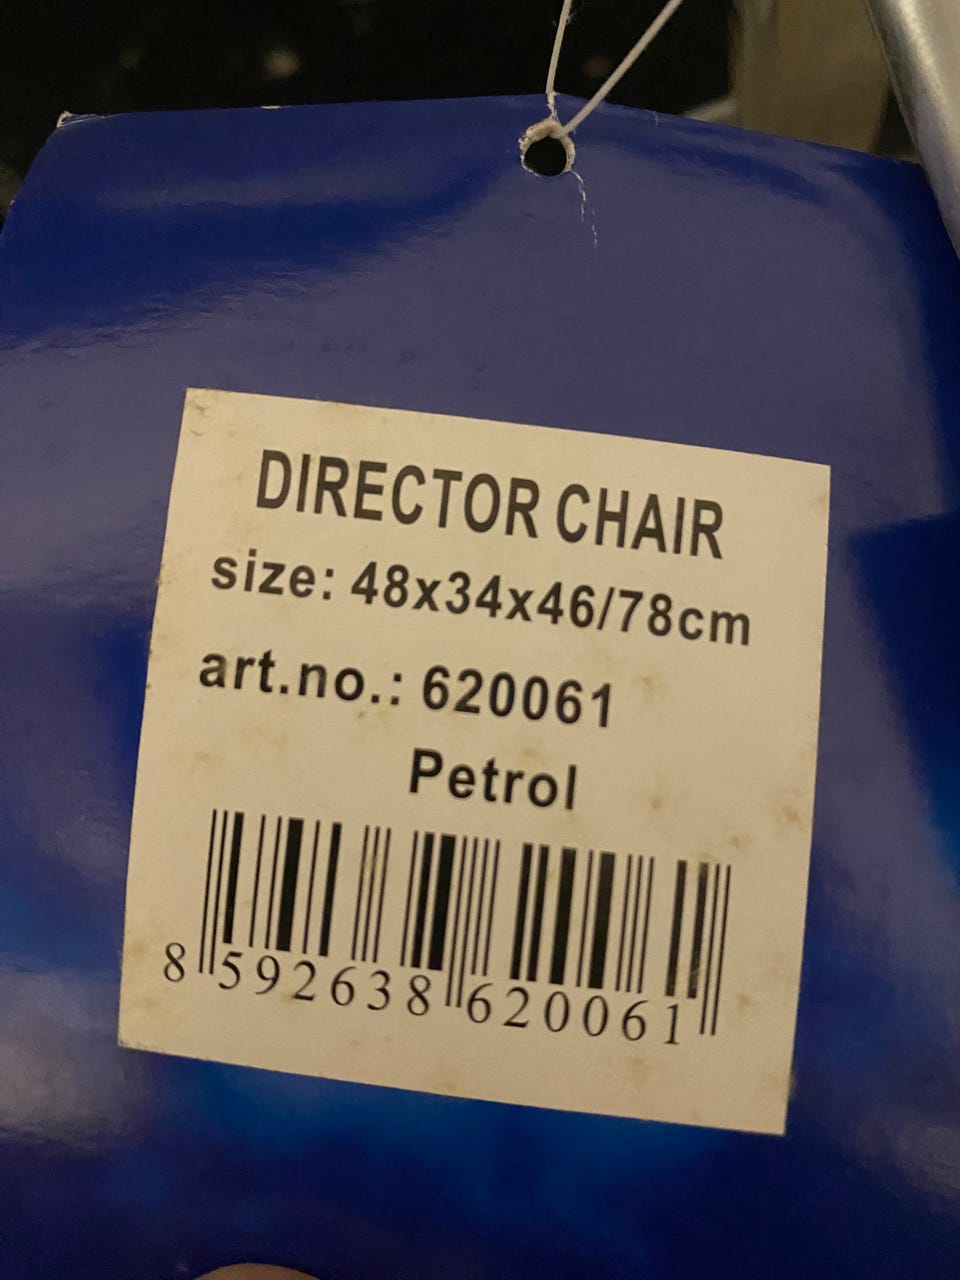 DIRECTOR CHAIR
size: 48x34x46/78cm
art.no.: 620061
Petrol
8 592638 620061